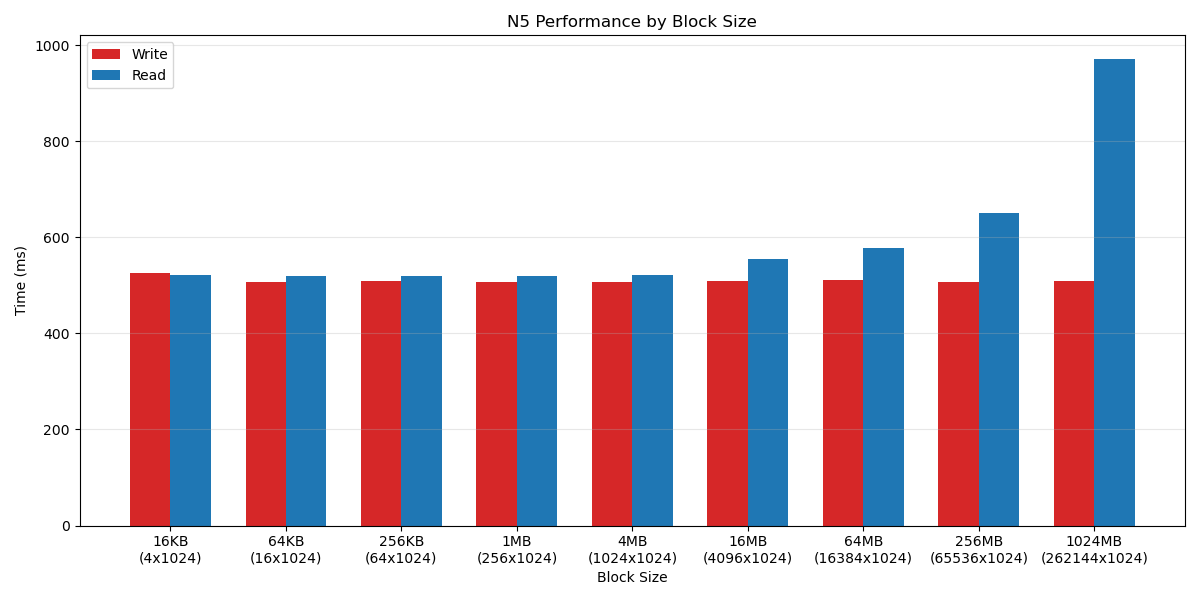 N5 Performance by Block Size
Write
Read
Time (ms)
1000
800
600
400
200
0
16KB
(4x1024)
64KB
(16x1024)
256KB
(64x1024)
1MB
(256x1024)
4MB
(1024x1024)
16MB
(4096x1024)
64MB
(16384x1024)
256MB
(65536x1024)
1024MB
(262144x1024)
Block Size